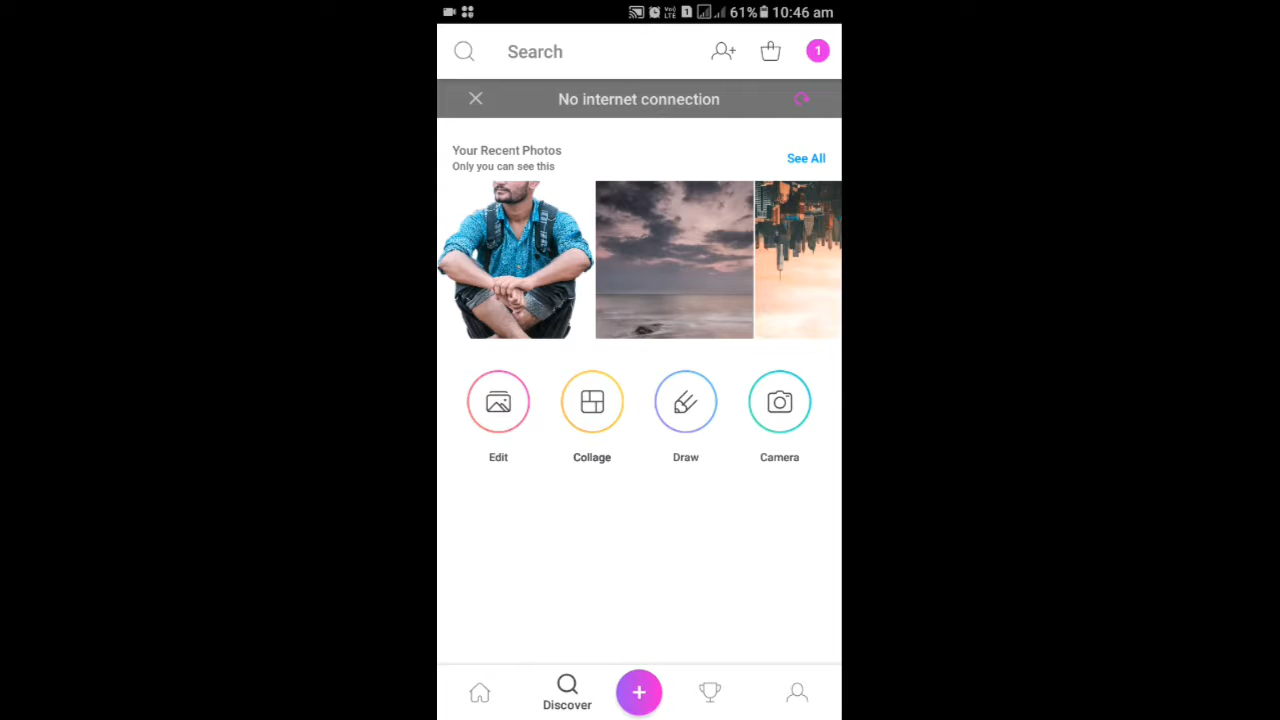 1 61% 10:46 am
Search
1
No internet connection
Your Recent Photos
Only you can see this
See All
Edit
Collage
Draw
Camera
Discover